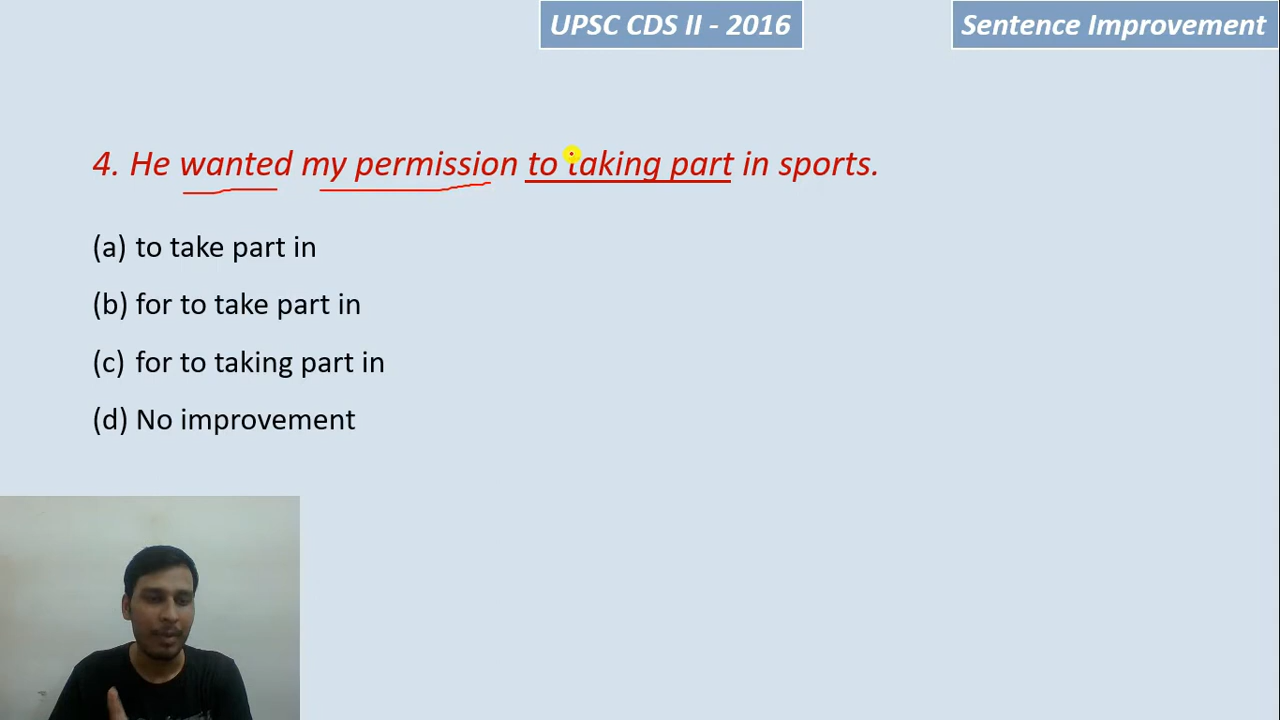 UPSC CDS II - 2016
Sentence Improvement
4. He wanted my permission to taking part in sports.
(a) to take part in
(b) for to take part in
(c) for to taking part in
(d) No improvement